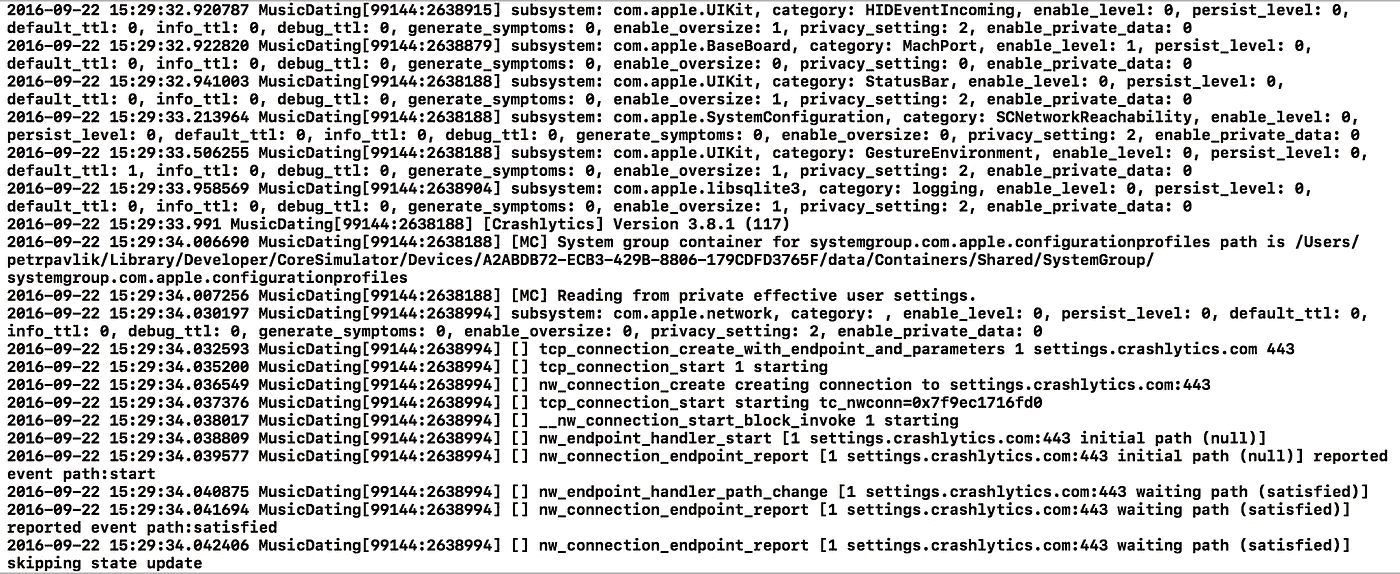 2016-09-22 15:29:32.920787 MusicDating[99144:2638915] subsystem: com.apple.UIKit, category: HIDEventIncoming, enable_level: 0, persist_level: 0,
default_ttl: 0, info_ttl: 0, debug_ttl: 0, generate_symptoms: 0, enable_oversize: 1, privacy_setting: 2, enable_private_data: 0
2016-09-22 15:29:32.922820 MusicDating[99144:2638879] subsystem: com.apple.BaseBoard, category: MachPort, enable_level: 1, persist_level: 0,
default_ttl: 0, info_ttl: 0, debug_ttl: 0, generate_symptoms: 0, enable_oversize: 0, privacy_setting: 0, enable_private_data: 0
2016-09-22 15:29:32.941003 MusicDating[99144:2638188] subsystem: com.apple.UIKit, category: StatusBar, enable_level: 0, persist_level: 0,
default_ttl: 0, info_ttl: 0, debug_ttl: 0, generate_symptoms: 0, enable_oversize: 1, privacy_setting: 2, enable_private_data: 0
2016-09-22 15:29:33.213964 MusicDating[99144:2638188] subsystem: com.apple.SystemConfiguration, category: SCNetworkReachability, enable_level: 0,
persist_level: 0, default_ttl: 0, info_ttl: 0, debug_ttl: 0, generate_symptoms: 0, enable_oversize: 0, privacy_setting: 2, enable_private_data: 0
2016-09-22 15:29:33.506255 MusicDating[99144:2638188] subsystem: com.apple.UIKit, category: GestureEnvironment, enable_level: 0, persist_level: 0,
default_ttl: 1, info_ttl: 0, debug_ttl: 0, generate_symptoms: 0, enable_oversize: 1, privacy_setting: 2, enable_private_data: 0
2016-09-22 15:29:33.958569 MusicDating[99144:2638904] subsystem: com.apple.libsqlite3, category: logging, enable_level: 0, persist_level: 0,
default_ttl: 0, info_ttl: 0, debug_ttl: 0, generate_symptoms: 0, enable_oversize: 1, privacy_setting: 2, enable_private_data: 0
2016-09-22 15:29:33.991 MusicDating[99144:2638188] [Crashlytics] Version 3.8.1 (117)
2016-09-22 15:29:34.006690 MusicDating[99144:2638188] [MC] System group container for systemgroup.com.apple.configurationprofiles path is /Users/
petrpavlik/Library/Developer/CoreSimulator/Devices/A2ABDB72-ECB3-429B-8806-179CDFD3765F/data/Containers/Shared/SystemGroup/
systemgroup.com.apple.configurationprofiles
2016-09-22 15:29:34.007256 MusicDating[99144:2638188] [MC] Reading from private effective user settings.
2016-09-22 15:29:34.030197 MusicDating[99144:2638994] subsystem: com.apple.network, category: , enable_level: 0, persist_level: 0, default_ttl: 0,
info_ttl: 0, debug_ttl: 0, generate_symptoms: 0, enable_oversize: 0, privacy_setting: 2, enable_private_data: 0
2016-09-22 15:29:34.032593 MusicDating[99144:2638994] [] tcp_connection_create_with_endpoint_and_parameters 1 settings.crashlytics.com 443
2016-09-22 15:29:34.035200 MusicDating[99144:2638994] [] tcp_connection_start 1 starting
2016-09-22 15:29:34.036549 MusicDating[99144:2638994] [] nw_connection_create creating connection to settings.crashlytics.com:443
2016-09-22 15:29:34.037376 MusicDating[99144:2638994] [] tcp_connection_start starting tc_nwconn=0x7f9ec1716fd0
2016-09-22 15:29:34.038017 MusicDating[99144:2638994] [] __nw_connection_start_block_invoke 1 starting
2016-09-22 15:29:34.038809 MusicDating[99144:2638994] [] nw_endpoint_handler_start [1 settings.crashlytics.com:443 initial path (null)]
2016-09-22 15:29:34.039577 MusicDating[99144:2638994] [] nw_connection_endpoint_report [1 settings.crashlytics.com:443 initial path (null)] reported
event path:start
2016-09-22 15:29:34.040875 MusicDating[99144:2638994] [] nw_endpoint_handler_path_change [1 settings.crashlytics.com:443 waiting path (satisfied)]
2016-09-22 15:29:34.041694 MusicDating[99144:2638994] [] nw_connection_endpoint_report [1 settings.crashlytics.com:443 waiting path (satisfied)]
reported event path:satisfied
2016-09-22 15:29:34.042406 MusicDating[99144:2638994] [] nw_connection_endpoint_report [1 settings.crashlytics.com:443 waiting path (satisfied)]
skipping state update